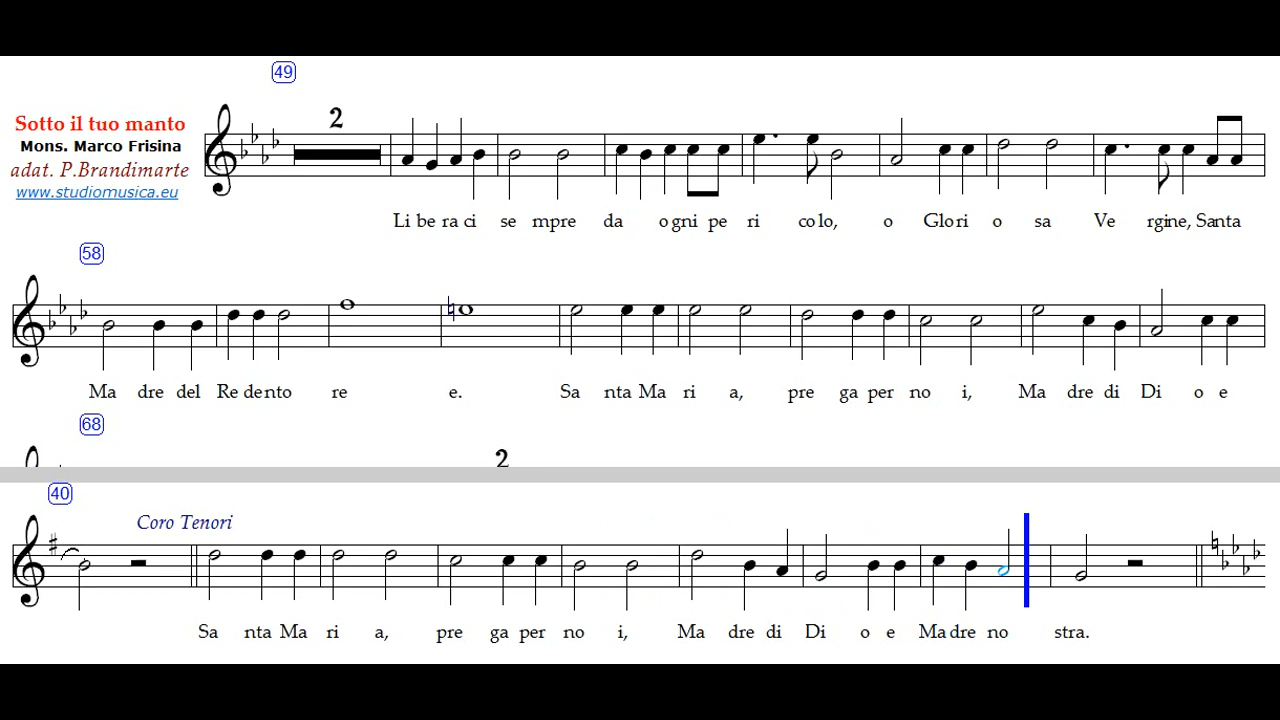 49
Sotto il tuo manto
Mons. Marco Frisina
adat. P.Brandimarte
www.studiomusica.eu
2
Li be ra ci se mpre da o gni pe ri co lo, o Glo ri o sa Ve rgine, Santa
58
Ma dre del Re dento re e. Sa nta Ma ri a, pre ga per no i, Ma dre di Di o e
68
2
40
Coro Tenori
Sa nta Ma ri a, pre ga per no i, Ma dre di Di o e Ma dre no stra.